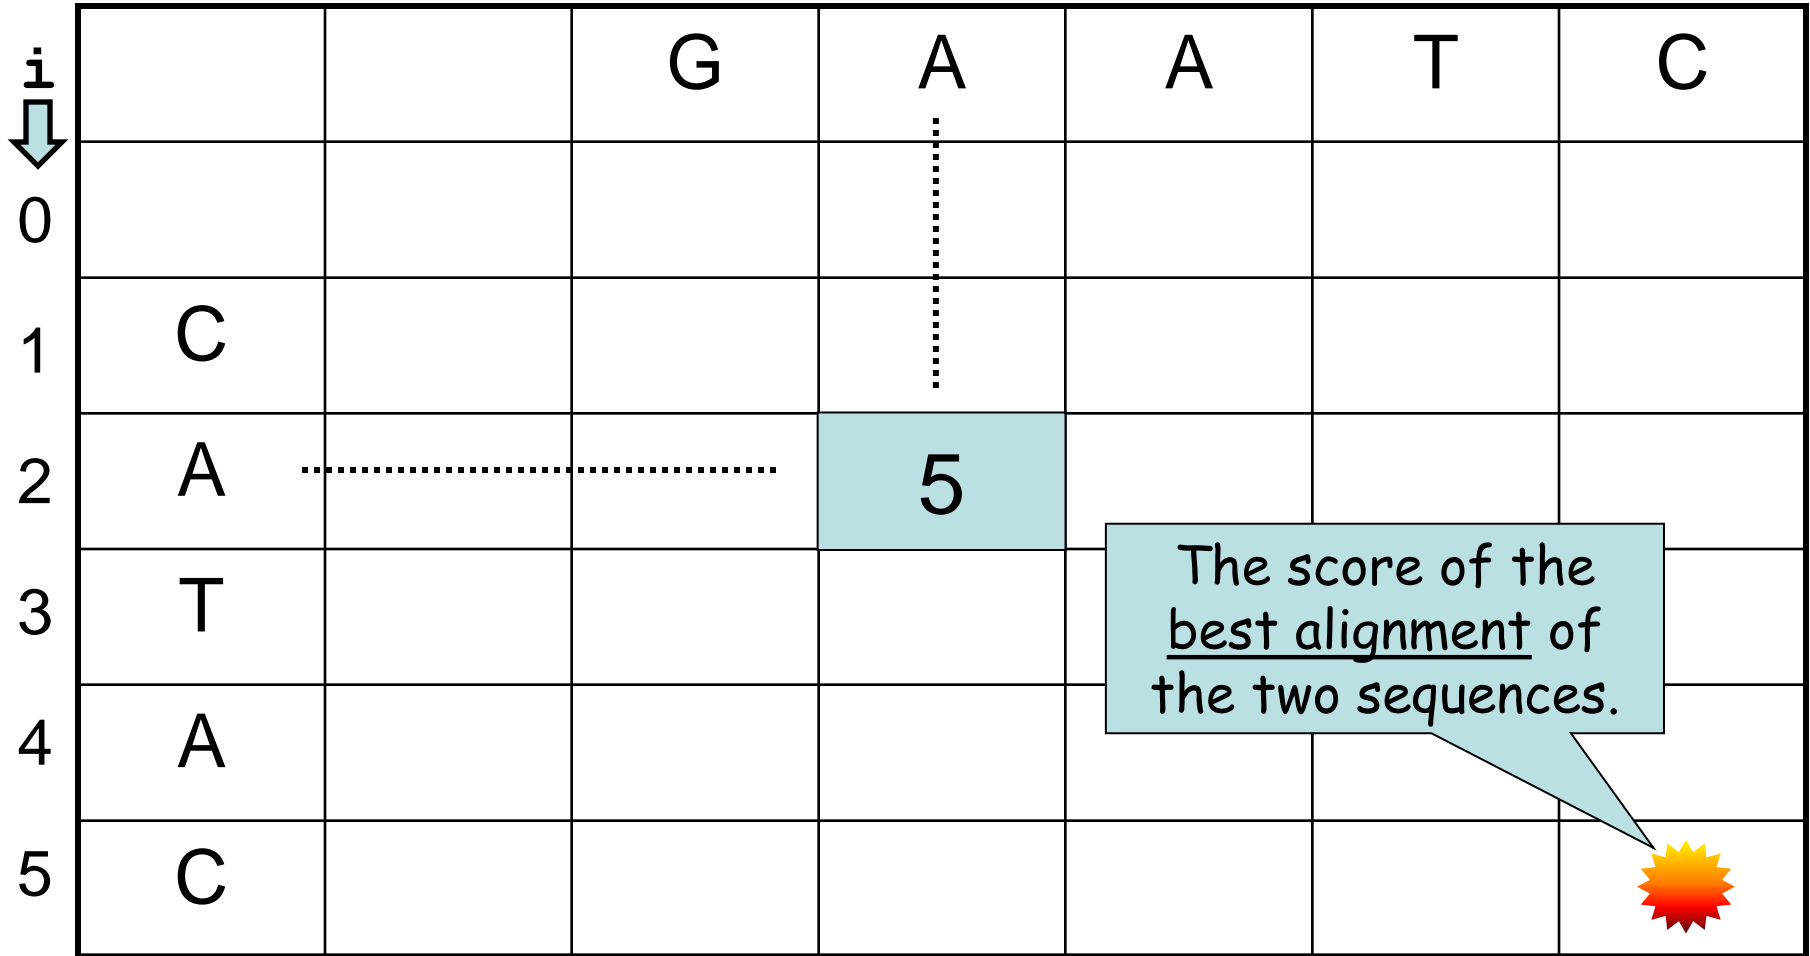 i G A A T C
0
1 C
2 A 5
3 T
The score of the
best alignment of
the two sequences.
4 A
5 C